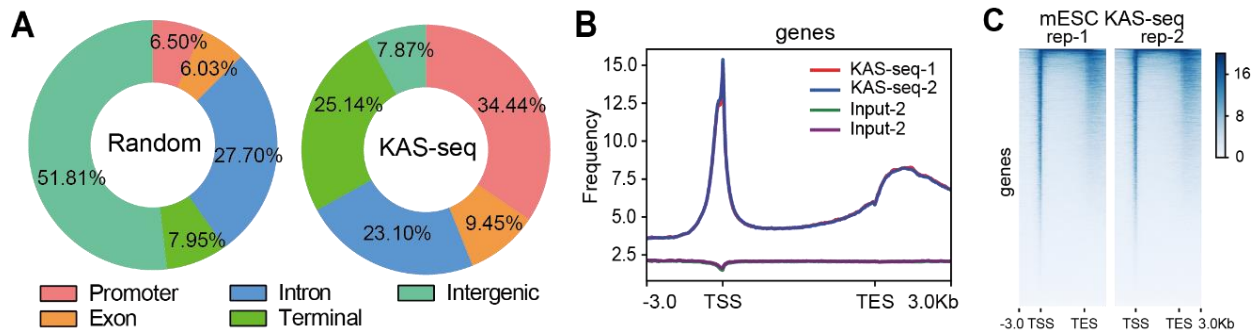 A
6.50%
6.03%
27.70%
7.95%
51.81%
Random
7.87%
34.44%
9.45%
23.10%
25.14%
KAS-seq
Promoter
Intron
Intergenic
Exon
Terminal
B
genes
Frequency
15.0
12.5
10.0
7.5
5.0
2.5
KAS-seq-1
KAS-seq-2
Input-2
Input-2
-3.0 TSS TES 3.0Kb
C
mESC KAS-seq
rep-1 rep-2
genes
16
8
0
-3.0 TSS TES TSS TES 3.0Kb